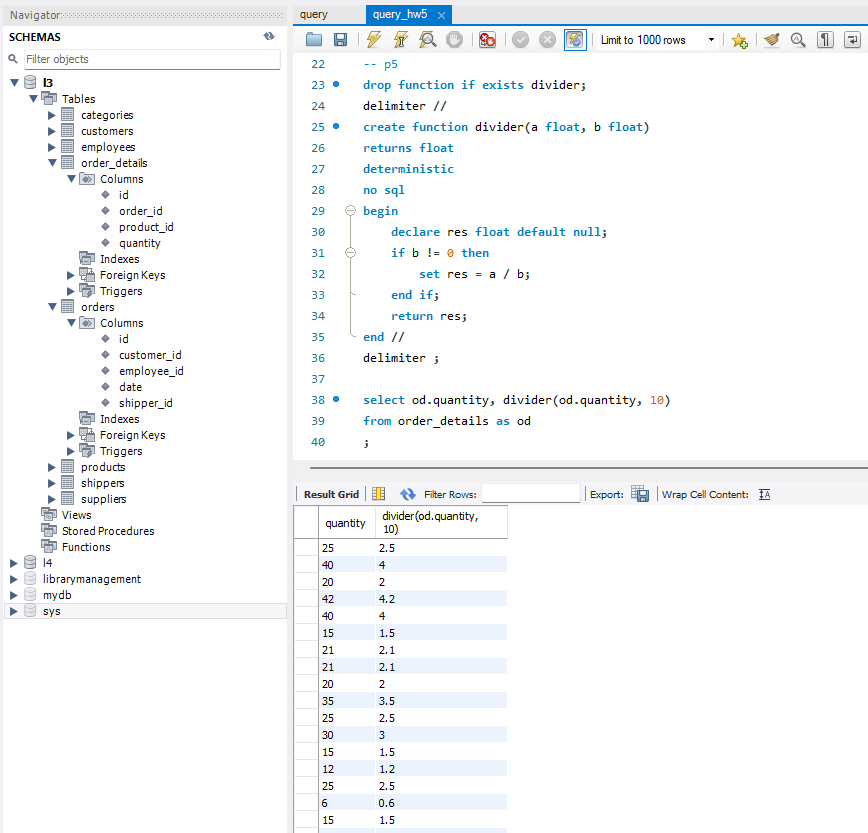 Navigator
SCHEMAS
Filter objects
l3
Tables
categories
customers
employees
order_details
Columns
id
order_id
product_id
quantity
Indexes
Foreign Keys
Triggers
orders
Columns
id
customer_id
employee_id
date
shipper_id
Indexes
Foreign Keys
Triggers
products
shippers
suppliers
Views
Stored Procedures
Functions
l4
librarymanagement
mydb
sys
query
query_hw5
Limit to 1000 rows
22 -- p5
23 drop function if exists divider;
24 delimiter //
25 create function divider(a float, b float)
26 returns float
27 deterministic
28 no sql
29 begin
30 declare res float default null;
31 if b != 0 then
32 set res = a / b;
33 end if;
34 return res;
35 end //
36 delimiter ;
37
38 select od.quantity, divider(od.quantity, 10)
39 from order_details as od
40 ;
Result Grid Filter Rows: Export: Wrap Cell Content: IA
quantity divider(od.quantity,
10)
25 2.5
40 4
20 2
42 4.2
40 4
15 1.5
21 2.1
21 2.1
20 2
35 3.5
25 2.5
30 3
15 1.5
12 1.2
25 2.5
6 0.6
15 1.5